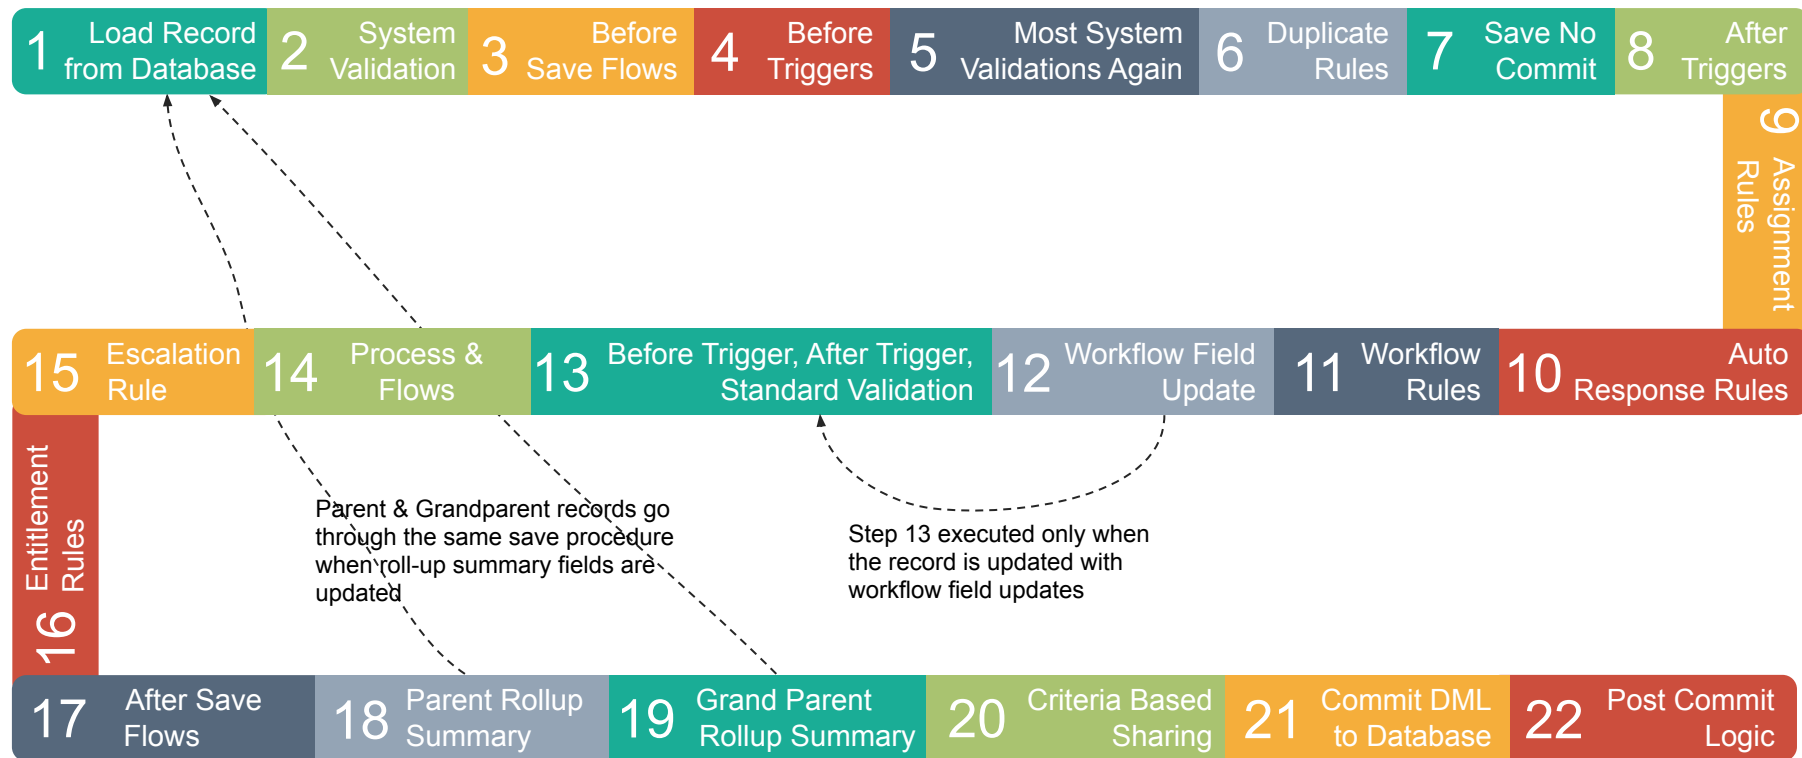 1
Load Record
from Database
2
System
Validation
3
Before
Save Flows
4
Before
Triggers
5
Most System
Validations Again
6
Duplicate
Rules
7
Save No
Commit
8
After
Triggers
9
Assignment
Rules
10
Auto
Response Rules
11
Workflow
Rules
12
Workflow Field
Update
13
Before Trigger, After Trigger,
Standard Validation
14
Process &
Flows
15
Escalation
Rule
Parent & Grandparent records go
through the same save procedure
when roll-up summary fields are
updated
Step 13 executed only when
the record is updated with
workflow field updates
16
Entitlement
Rules
17
After Save
Flows
18
Parent Rollup
Summary
19
Grand Parent
Rollup Summary
20
Criteria Based
Sharing
21
Commit DML
to Database
22
Post Commit
Logic